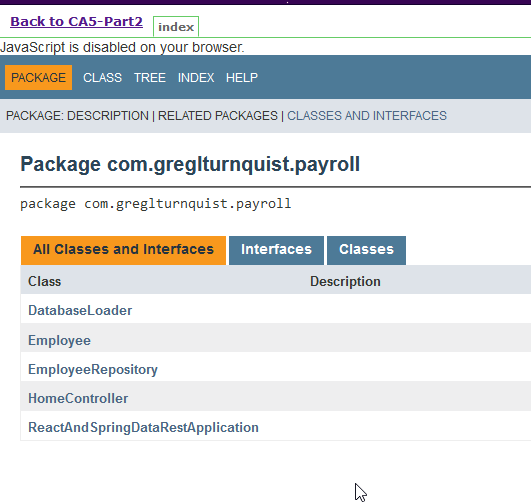 Back to CA5-Part2 index
JavaScript is disabled on your browser.
PACKAGE CLASS TREE INDEX HELP
PACKAGE: DESCRIPTION | RELATED PACKAGES | CLASSES AND INTERFACES
Package com.greglturnquist.payroll
package com.greglturnquist.payroll
All Classes and Interfaces Interfaces Classes
Class Description
DatabaseLoader
Employee
EmployeeRepository
HomeController
ReactAndSpringDataRestApplication